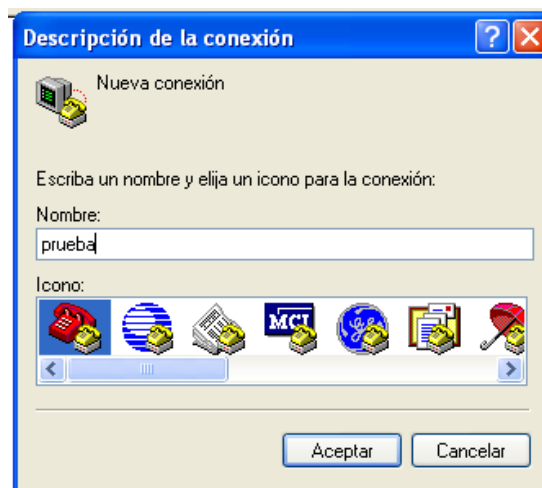 Descripción de la conexión
Nueva conexión
Escriba un nombre y elija un icono para la conexión:
Nombre:
prueba
Icono:
MCI
Aceptar
Cancelar